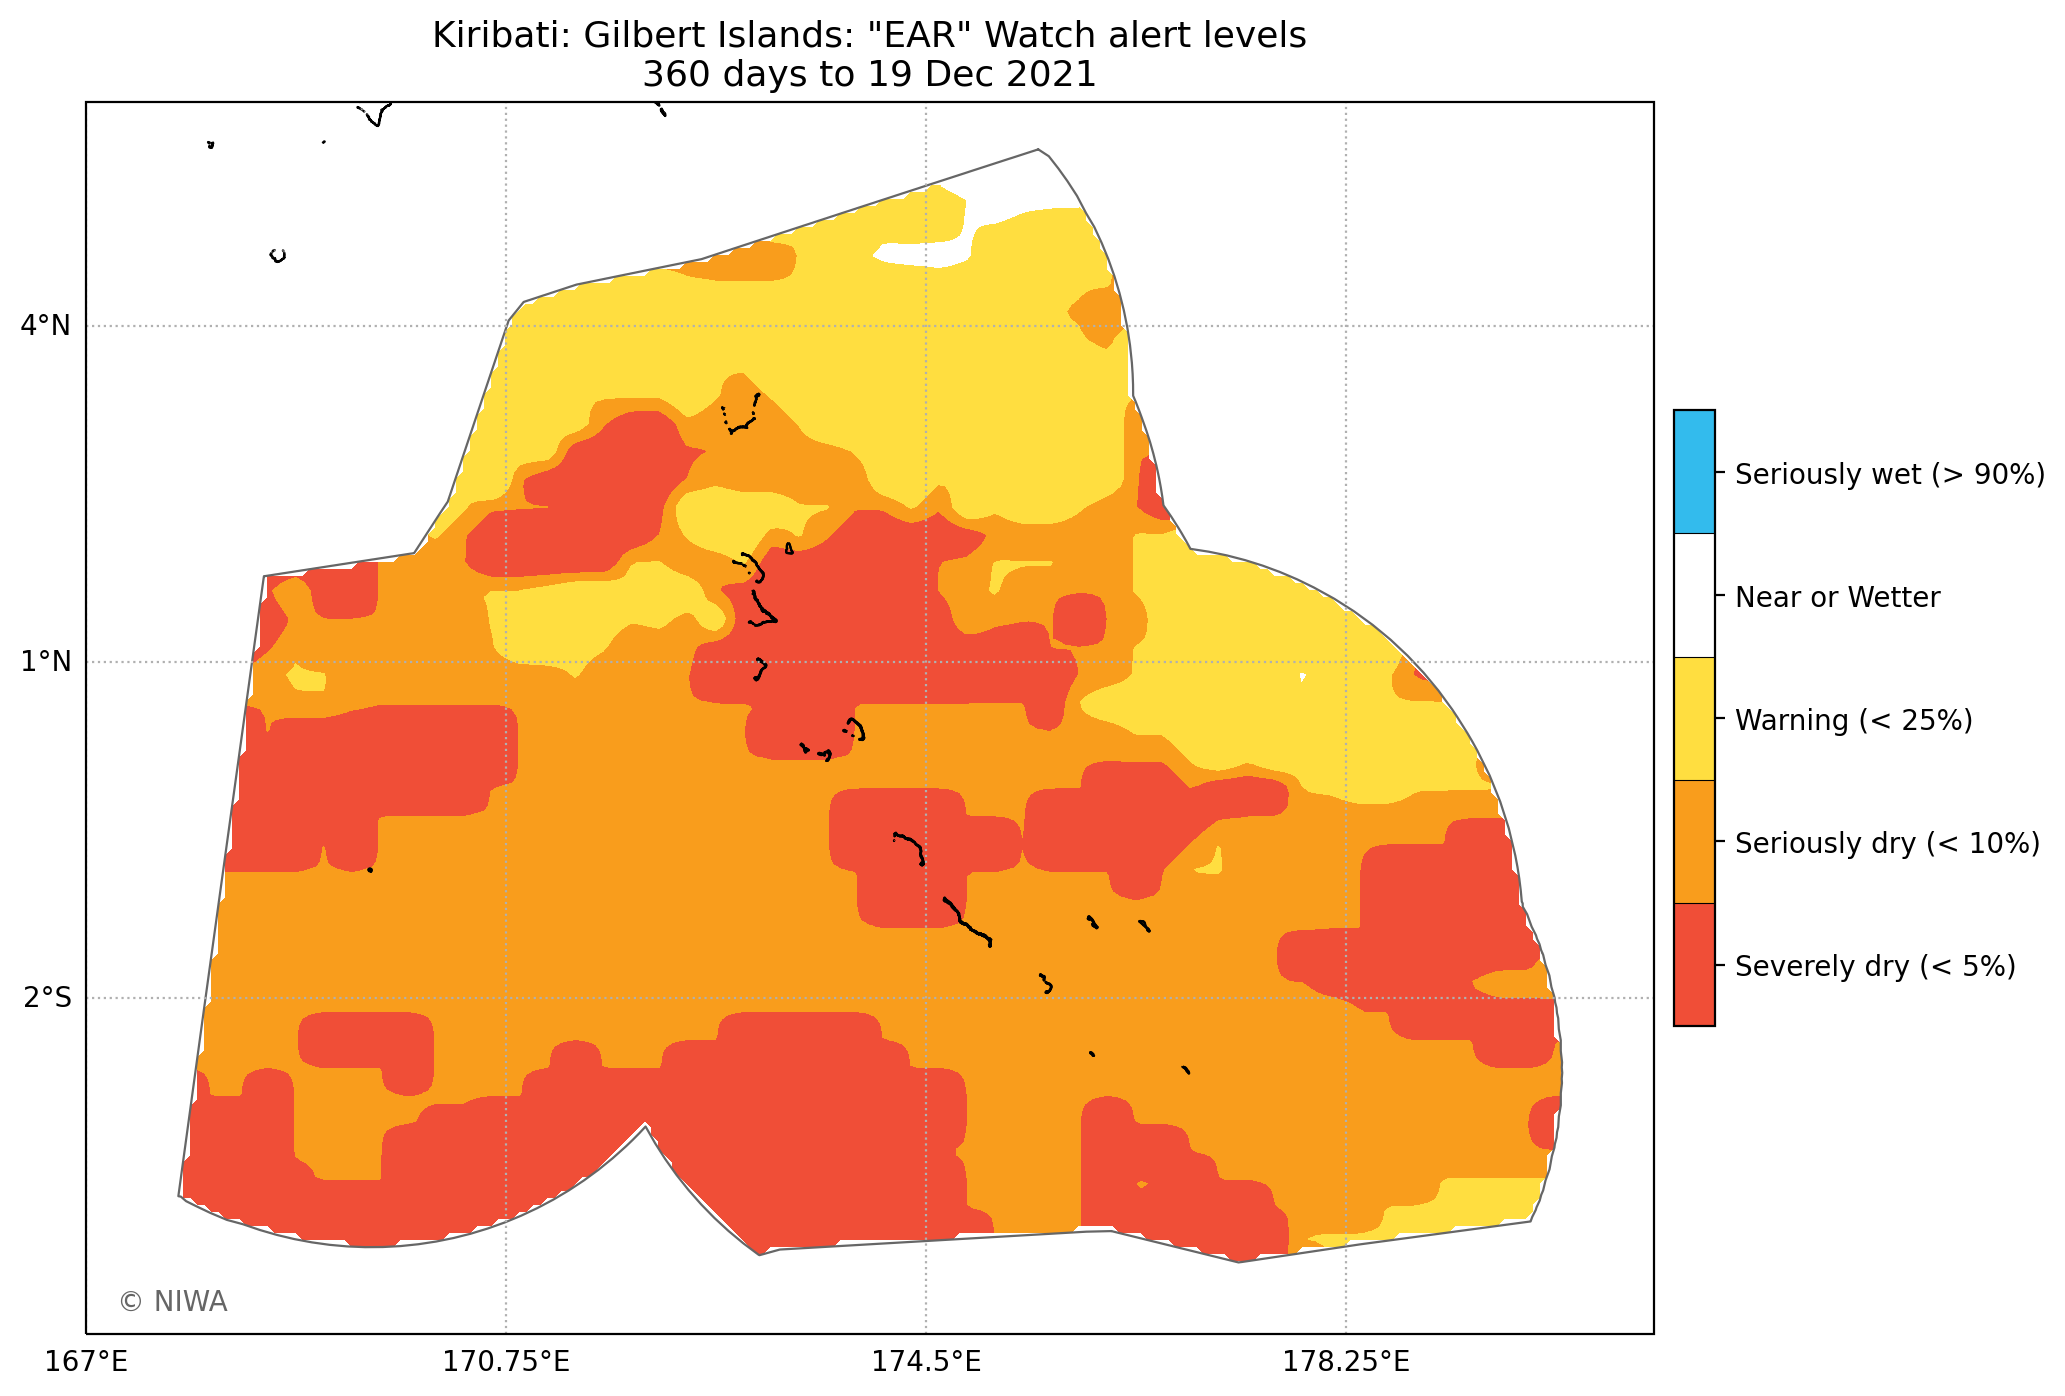 Kiribati: Gilbert Islands: "EAR" Watch alert levels
360 days to 19 Dec 2021
4°N
1°N
2°S
167°E
170.75°E
174.5°E
178.25°E
Seriously wet (> 90%)
Near or Wetter
Warning (< 25%)
Seriously dry (< 10%)
Severely dry (< 5%)
© NIWA